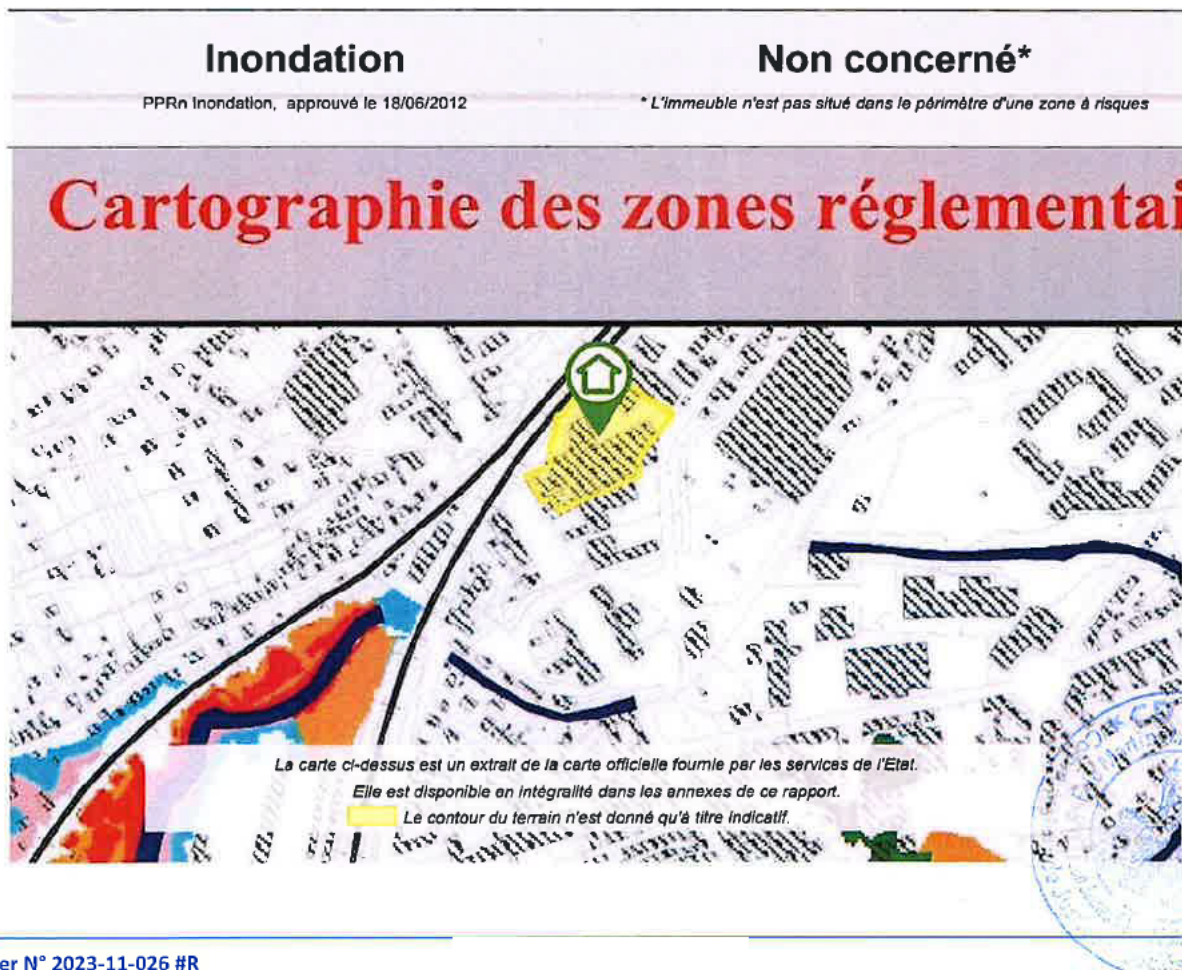 Inondation
PPRn Inondation, approuvé le 18/06/2012
Non concerné*
* L'immeuble n'est pas situé dans le périmètre d'une zone à risques
Cartographie des zones réglementai
La carte ci-dessus est un extrait de la carte officielle fournie par les services de l'Etat.
Elle est disponible en intégralité dans les annexes de ce rapport.
Le contour du terrain n'est donné qu'à titre indicatif.
er N° 2023-11-026 #R